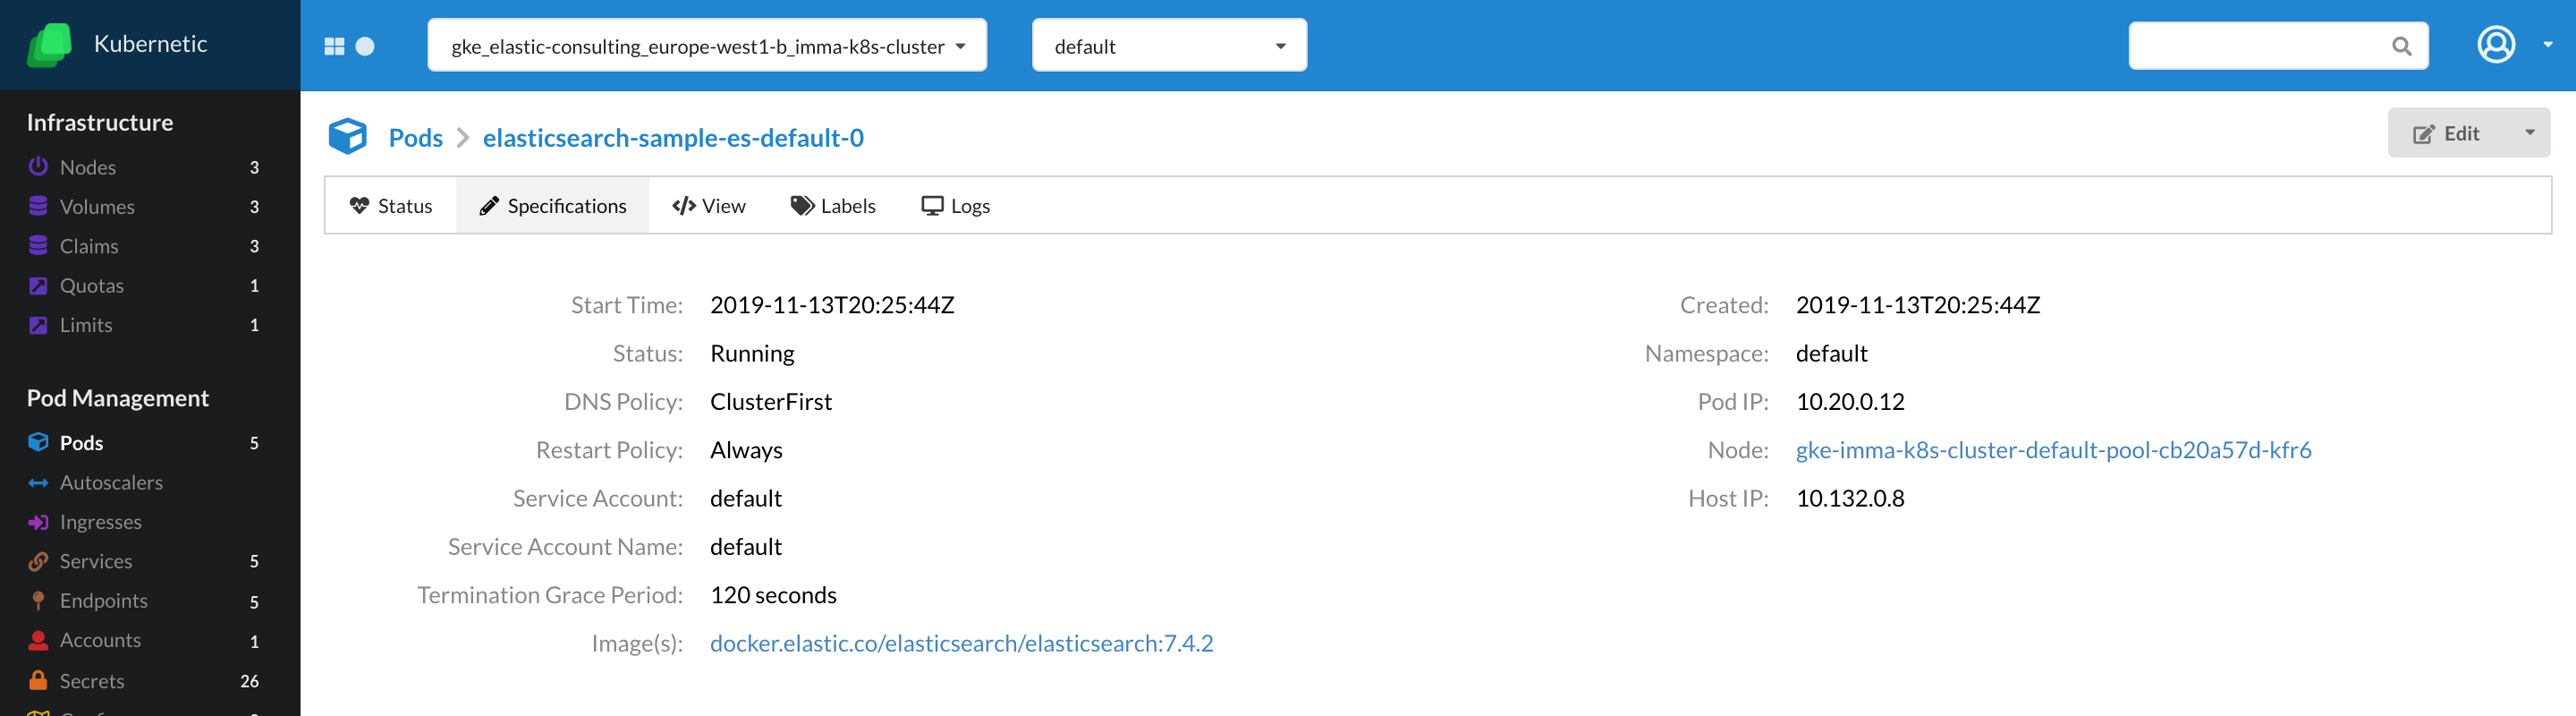 Kubernetic
gke_elastic-consulting_europe-west1-b_imma-k8s-cluster
default
Infrastructure
Nodes 3
Volumes 3
Claims 3
Quotas 1
Limits 1
Pod Management
Pods 5
Autoscalers
Ingresses
Services 5
Endpoints 5
Accounts 1
Secrets 26
Pods elasticsearch-sample-es-default-0
Edit
Status Specifications View Labels Logs
Start Time: 2019-11-13T20:25:44Z
Status: Running
DNS Policy: ClusterFirst
Restart Policy: Always
Service Account: default
Service Account Name: default
Termination Grace Period: 120 seconds
Image(s): docker.elastic.co/elasticsearch/elasticsearch:7.4.2
Created: 2019-11-13T20:25:44Z
Namespace: default
Pod IP: 10.20.0.12
Node: gke-imma-k8s-cluster-default-pool-cb20a57d-kfr6
Host IP: 10.132.0.8